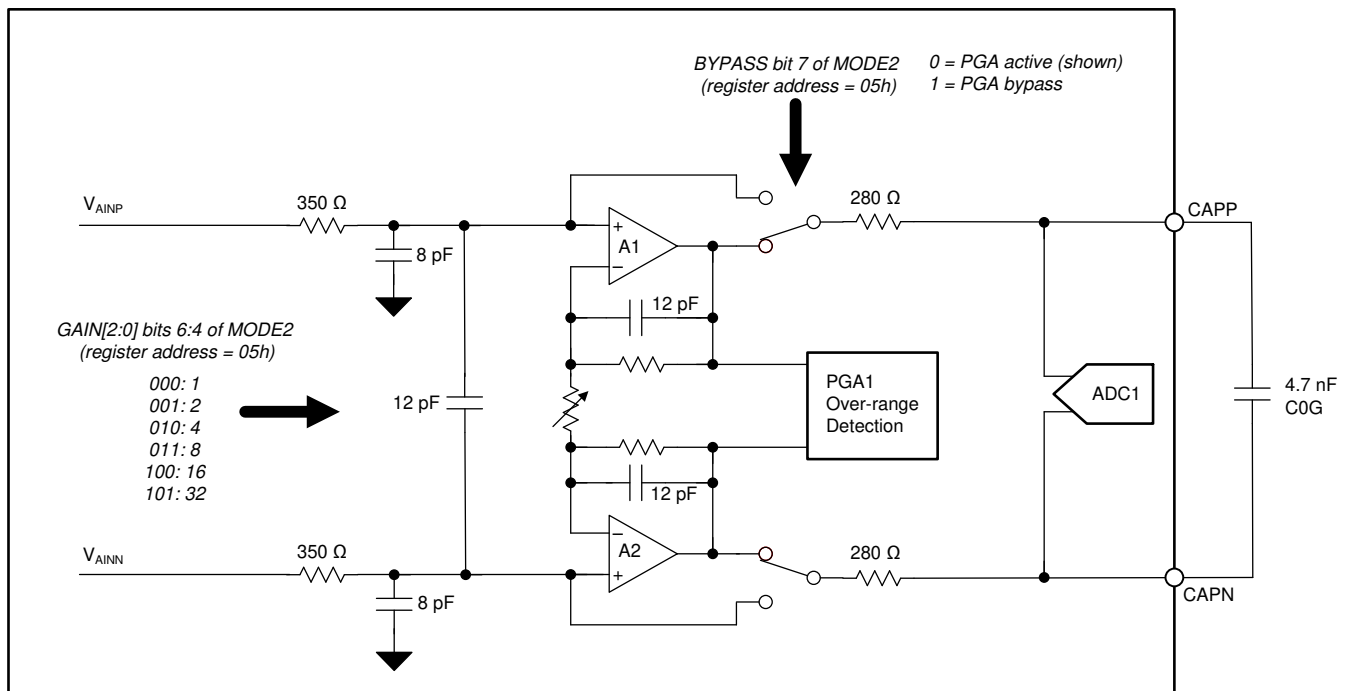 BYPASS bit 7 of MODE2
(register address = 05h)
0 = PGA active (shown)
1 = PGA bypass
VAINP
350 Ω
280 Ω
CAPP
8 pF
+
A1
−
12 pF
GAIN[2:0] bits 6:4 of MODE2
(register address = 05h)
000: 1
001: 2
010: 4
011: 8
100: 16
101: 32
12 pF
PGA1
Over-range
Detection
ADC1
4.7 nF
C0G
12 pF
−
A2
+
VAINN
350 Ω
280 Ω
CAPN
8 pF